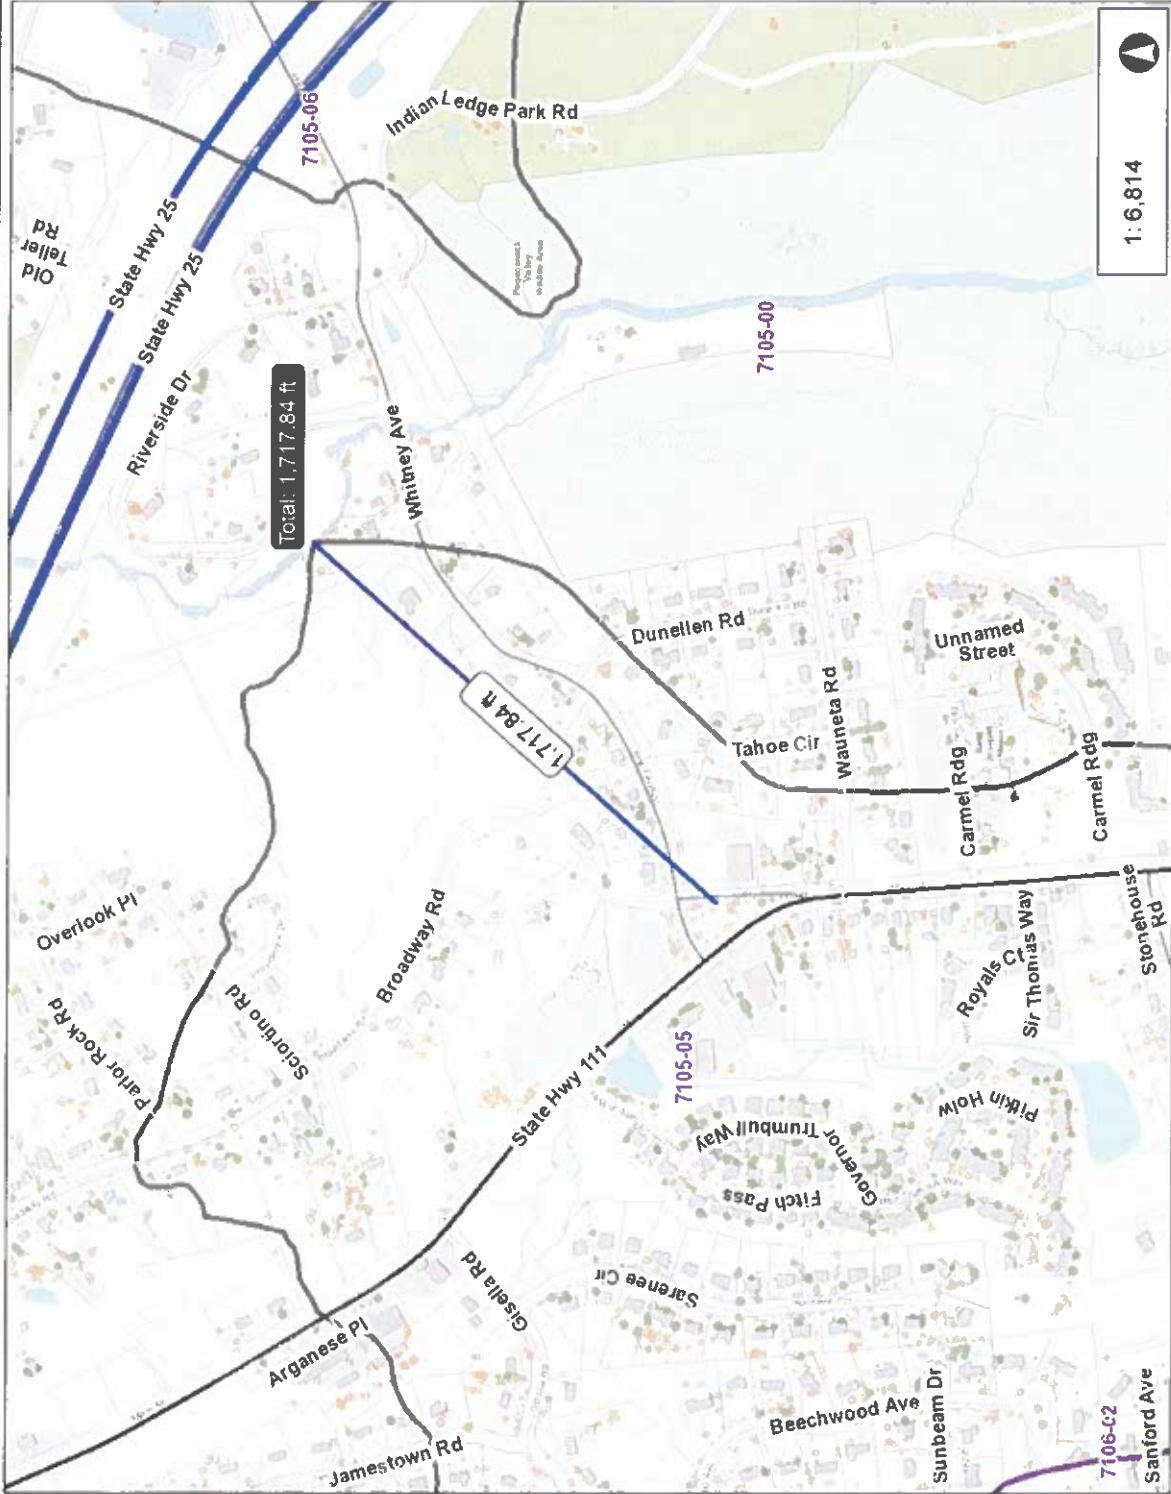 Old
Teller
Rd
State Hwy 25
State Hwy 25
7105-06
Indian Ledge Park Rd
Riverside Dr
Total: 1,717.84 ft
Whitney Ave
1,717.84 ft
7105-00
Valley
1: 6,814
Dunellen Rd
Tahoe Cir
Wauneta Rd
Unnamed
Street
Carmel Rdg
Carmel Rdg
Overlook Pl
Parlor Rock Rd
Sciortino Rd
Broadway Rd
State Hwy 111
7105-05
Royals Ct
Sir Thomas Way
Stonehouse
Rd
Governor
Trumbull Way
Fitch Pass
Pitkin Holw
Gisella Rd
Sarenee Cir
Arganese Pl
Jamestown Rd
Beechwood Ave
Sunbeam Dr
7106-02
Sanford Ave